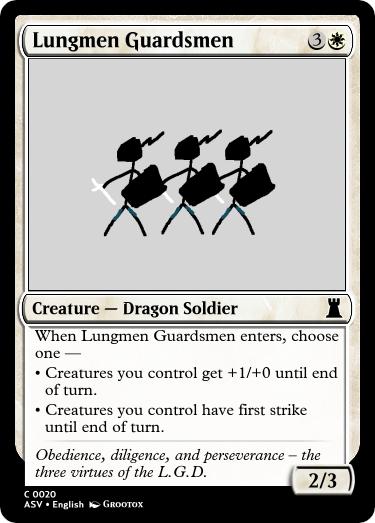 Lungmen Guardsmen 3
Creature — Dragon Soldier
When Lungmen Guardsmen enters, choose
one —
• Creatures you control get +1/+0 until end
of turn.
• Creatures you control have first strike
until end of turn.
Obedience, diligence, and perseverance – the
three virtues of the L.G.D.
2/3
C 0020
ASV • English Grootox